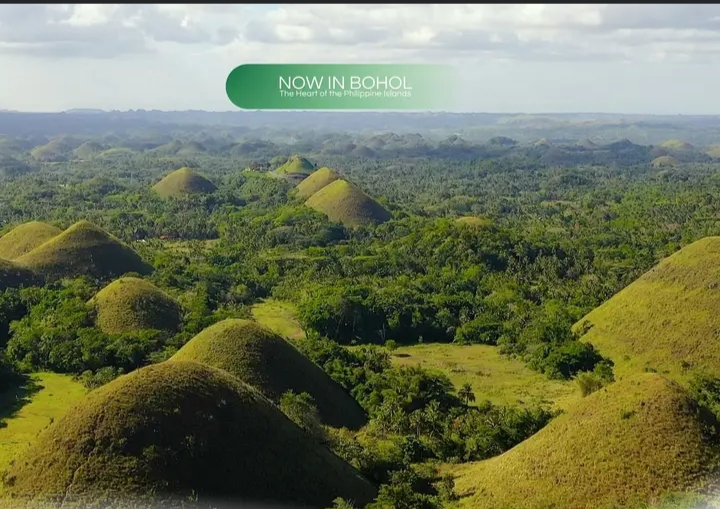 NOW IN BOHOL
The Heart of the Philippine Islands